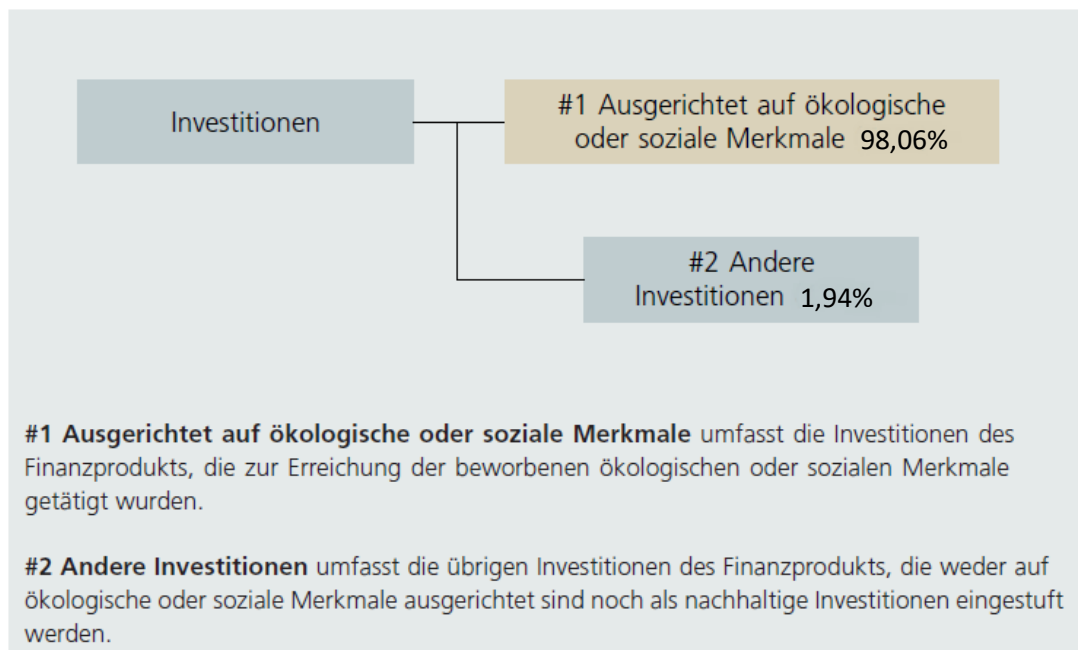 Investitionen
#1 Ausgerichtet auf ökologische
oder soziale Merkmale 98,06%
#2 Andere
Investitionen 1,94%
#1 Ausgerichtet auf ökologische oder soziale Merkmale umfasst die Investitionen des
Finanzprodukts, die zur Erreichung der beworbenen ökologischen oder sozialen Merkmale
getätigt wurden.
#2 Andere Investitionen umfasst die übrigen Investitionen des Finanzprodukts, die weder auf
ökologische oder soziale Merkmale ausgerichtet sind noch als nachhaltige Investitionen eingestuft
werden.